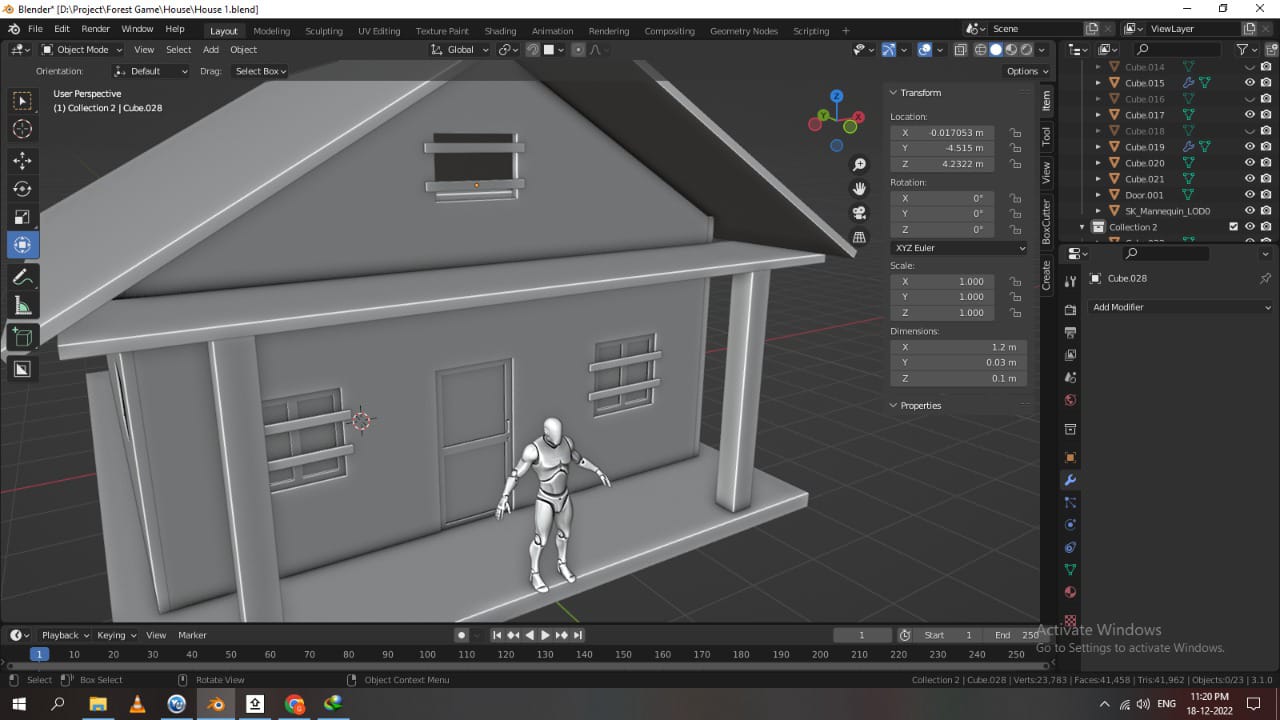 Blender* [D:\Project\Forest Game\House\House 1.blend]
File Edit Render Window Help Layout Modeling Sculpting UV Editing Texture Paint Shading Animation Rendering Compositing Geometry Nodes Scripting + Scene ViewLayer
Object Mode View Select Add Object Global
Orientation: Default Drag: Select Box Options
User Perspective
(1) Collection 2 | Cube.028
Transform
Location:
X -0.017053 m
Y -4.515 m
Z 4.2322 m
Rotation:
X 0°
Y 0°
Z 0°
XYZ Euler
Scale:
X 1.000
Y 1.000
Z 1.000
Dimensions:
X 1.2 m
Y 0.03 m
Z 0.1 m
Properties
Item
Tool
View
BoxCutter
Create
X
Y
Z
Cube.014
Cube.015
Cube.016
Cube.017
Cube.018
Cube.019
Cube.020
Cube.021
Door.001
SK_Mannequin_LOD0
Collection 2
Cube.028
Add Modifier
Playback Keying View Marker 1 Start 1 End 250
1 10 20 30 40 50 60 70 80 90 100 110 120 130 140 150 160 170 180 190 200 210 220 230 240 250
Activate Windows
Go to Settings to activate Windows.
Select Box Select Rotate View Object Context Menu Collection 2 | Cube.028 | Verts:23,783 | Faces:41,458 | Tris:41,962 | Objects:0/23 | 3.1.0
ENG
11:20 PM
18-12-2022